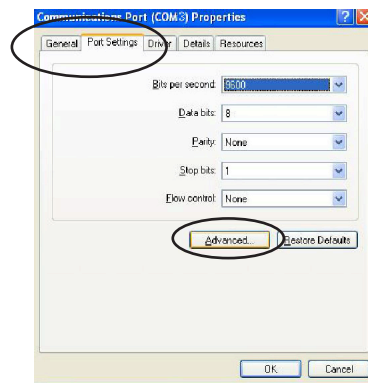 Communications Port (COM3) Properties
General Port Settings Driver Details Resources
Bits per second: 9600
Data bits: 8
Parity: None
Stop bits: 1
Flow control: None
Advanced... Restore Defaults
OK Cancel